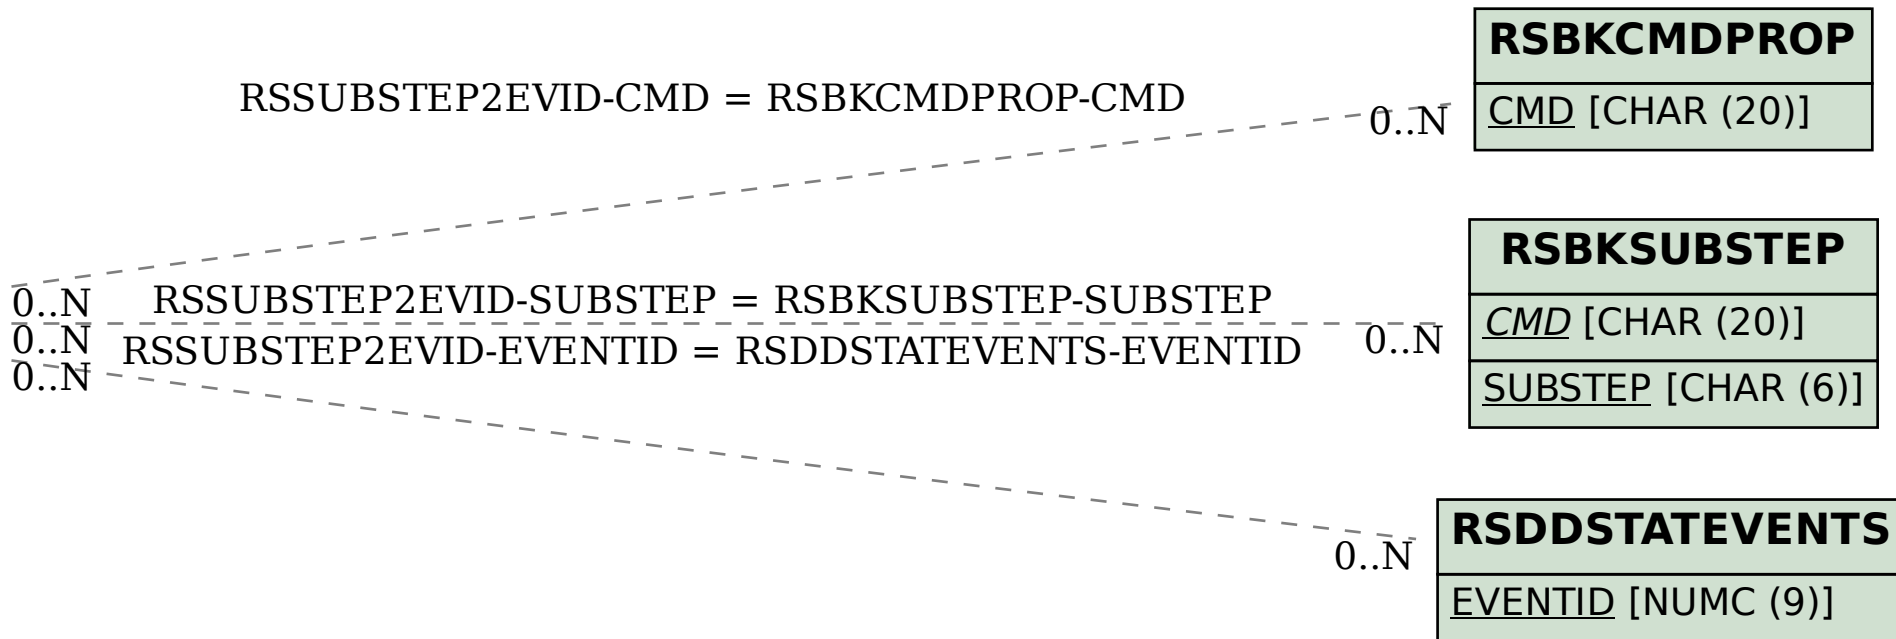 RSBKCMDPROP
CMD [CHAR (20)]
RSSUBSTEP2EVID-CMD = RSBKCMDPROP-CMD
0..N
RSBKSUBSTEP
CMD [CHAR (20)]
SUBSTEP [CHAR (6)]
0..N
RSSUBSTEP2EVID-SUBSTEP = RSBKSUBSTEP-SUBSTEP
0..N
0..N
RSSUBSTEP2EVID-EVENTID = RSDDSTATEVENTS-EVENTID
0..N
0..N
RSDDSTATEVENTS
EVENTID [NUMC (9)]